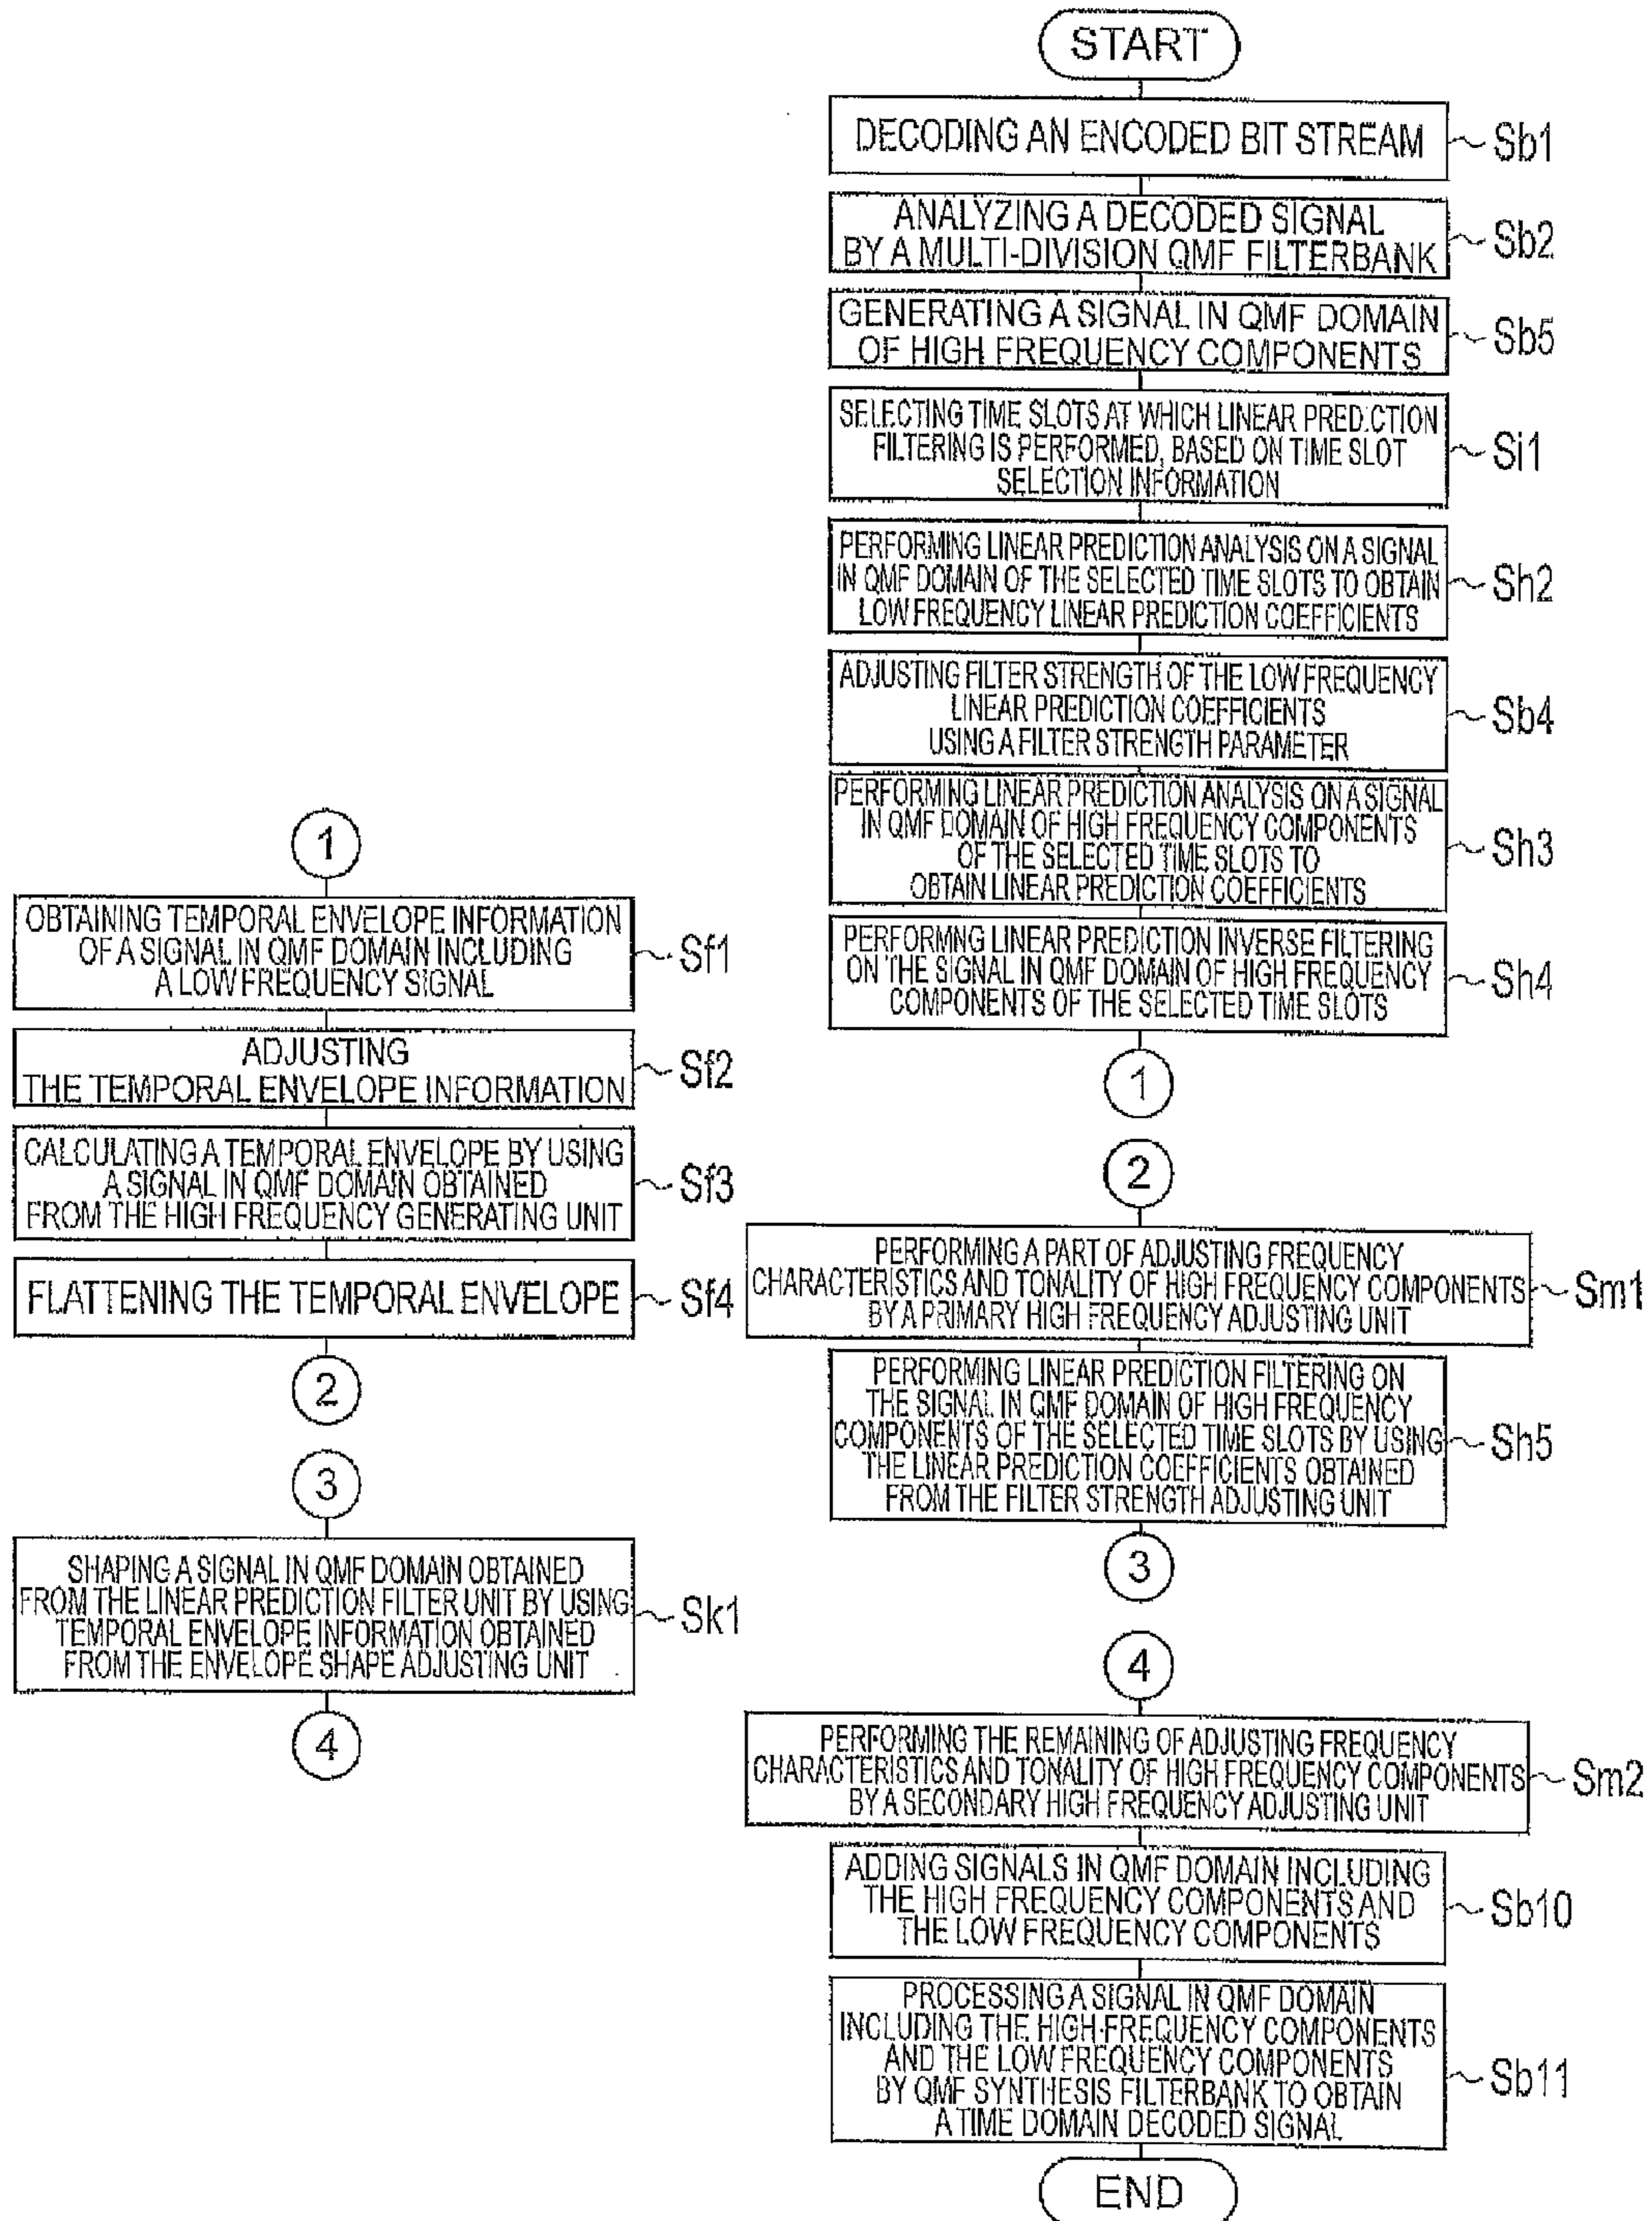 START
DECODING AN ENCODED BIT STREAM
Sb1
ANALYZING A DECODED SIGNAL
BY A MULTI-DIVISION QMF FILTERBANK
Sb2
GENERATING A SIGNAL IN QMF DOMAIN
OF HIGH FREQUENCY COMPONENTS
Sb5
SELECTING TIME SLOTS AT WHICH LINEAR PREDICTION
FILTERING IS PERFORMED, BASED ON TIME SLOT
SELECTION INFORMATION
Si1
PERFORMING LINEAR PREDICTION ANALYSIS ON A SIGNAL
IN QMF DOMAIN OF THE SELECTED TIME SLOTS TO OBTAIN
LOW FREQUENCY LINEAR PREDICTION COEFFICIENTS
Sh2
ADJUSTING FILTER STRENGTH OF THE LOW FREQUENCY
LINEAR PREDICTION COEFFICIENTS
USING A FILTER STRENGTH PARAMETER
Sb4
PERFORMING LINEAR PREDICTION ANALYSIS ON A SIGNAL
IN QMF DOMAIN OF HIGH FREQUENCY COMPONENTS
OF THE SELECTED TIME SLOTS TO
OBTAIN LINEAR PREDICTION COEFFICIENTS
Sh3
PERFORMNG LINEAR PREDICTION INVERSE FILTERING
ON THE SIGNAL IN QMF DOMAIN OF HIGH FREQUENCY
COMPONENTS OF THE SELECTED TIME SLOTS
Sh4
1
1
OBTAINING TEMPORAL ENVELOPE INFORMATION
OF A SIGNAL IN QMF DOMAIN INCLUDING
A LOW FREQUENCY SIGNAL
Sf1
ADJUSTING
THE TEMPORAL ENVELOPE INFORMATION
Sf2
CALCULATING A TEMPORAL ENVELOPE BY USING
A SIGNAL IN QMF DOMAIN OBTAINED
FROM THE HIGH FREQUENCY GENERATING UNIT
Sf3
FLATTENING THE TEMPORAL ENVELOPE
Sf4
2
2
PERFORMING A PART OF ADJUSTING FREQUENCY
CHARACTERISTICS AND TONALITY OF HIGH FREQUENCY COMPONENTS
BY A PRIMARY HIGH FREQUENCY ADJUSTING UNIT
Sm1
PERFORMING LINEAR PREDICTION FILTERING ON
THE SIGNAL IN QMF DOMAIN OF HIGH FREQUENCY
COMPONENTS OF THE SELECTED TIME SLOTS BY USING
THE LINEAR PREDICTION COEFFICIENTS OBTAINED
FROM THE FILTER STRENGTH ADJUSTING UNIT
Sh5
3
3
SHAPING A SIGNAL IN QMF DOMAIN OBTAINED
FROM THE LINEAR PREDICTION FILTER UNIT BY USING
TEMPORAL ENVELOPE INFORMATION OBTAINED
FROM THE ENVELOPE SHAPE ADJUSTING UNIT
Sk1
4
4
PERFORMING THE REMAINING OF ADJUSTING FREQUENCY
CHARACTERISTICS AND TONALITY OF HIGH FREQUENCY COMPONENTS
BY A SECONDARY HIGH FREQUENCY ADJUSTING UNIT
Sm2
ADDING SIGNALS IN QMF DOMAIN INCLUDING
THE HIGH FREQUENCY COMPONENTS AND
THE LOW FREQUENCY COMPONENTS
Sb10
PROCESSING A SIGNAL IN QMF DOMAIN
INCLUDING THE HIGH-FREQUENCY COMPONENTS
AND THE LOW FREQUENCY COMPONENTS
BY QMF SYNTHESIS FILTERBANK TO OBTAIN
A TIME DOMAIN DECODED SIGNAL
Sb11
END